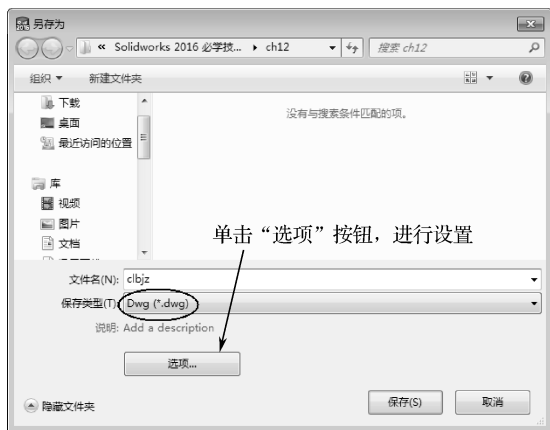 另存为
« Solidworks 2016 必学技... ▸ ch12
搜索 ch12
组织 ▼ 新建文件夹
下载
桌面
最近访问的位置
没有与搜索条件匹配的项。
库
视频
图片
文档
单击“选项”按钮，进行设置
文件名(N): clbjz
保存类型(T): Dwg (*.dwg)
说明: Add a description
选项...
隐藏文件夹 保存(S) 取消